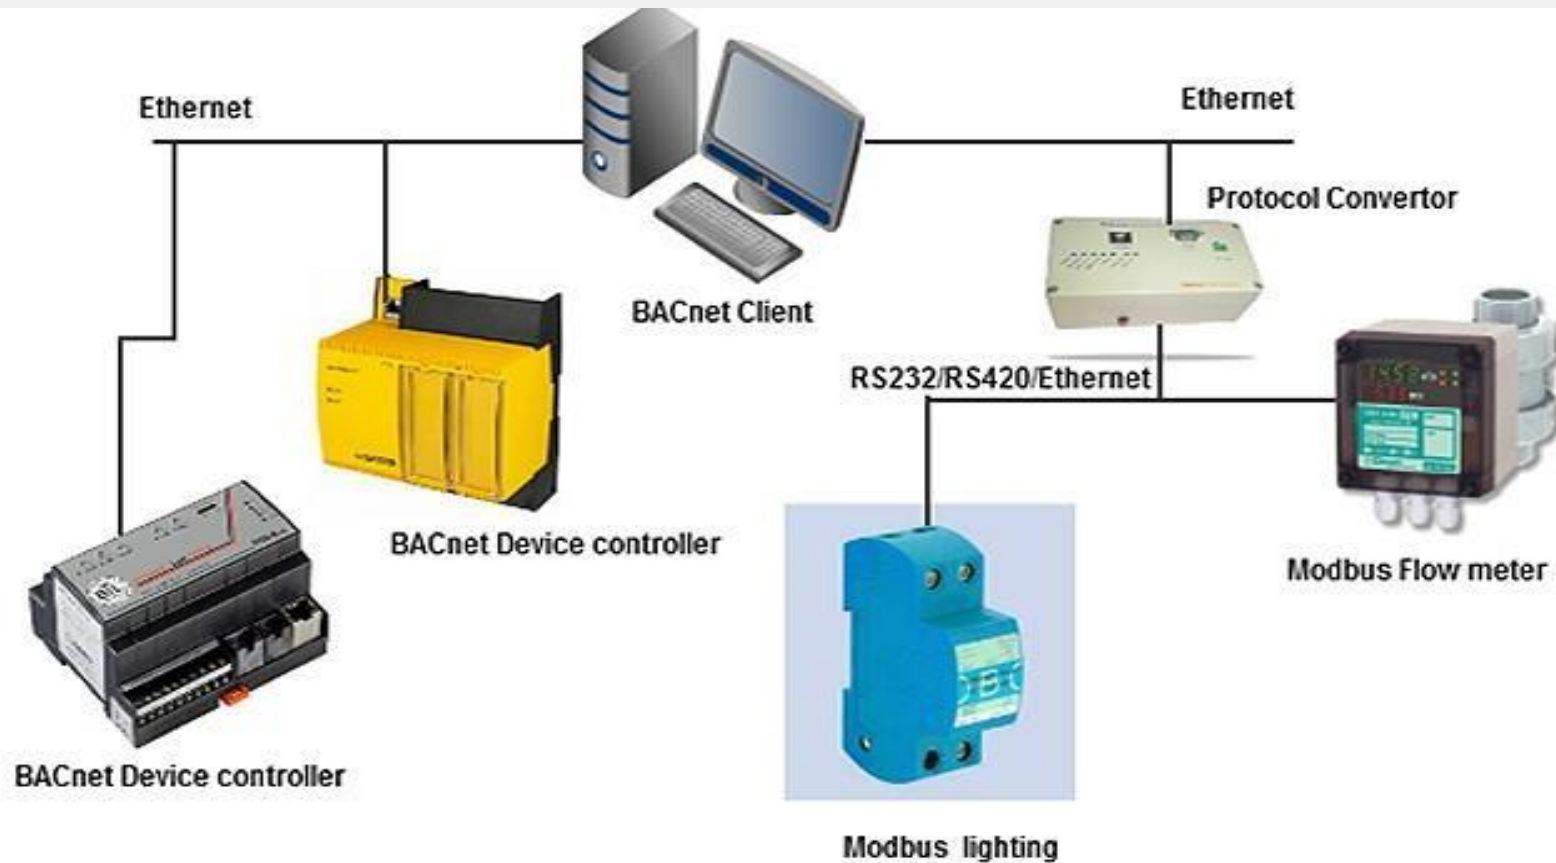 Ethernet
Ethernet
Protocol Convertor
BACnet Client
RS232/RS420/Ethernet
BACnet Device controller
Modbus Flow meter
BACnet Device controller
Modbus lighting